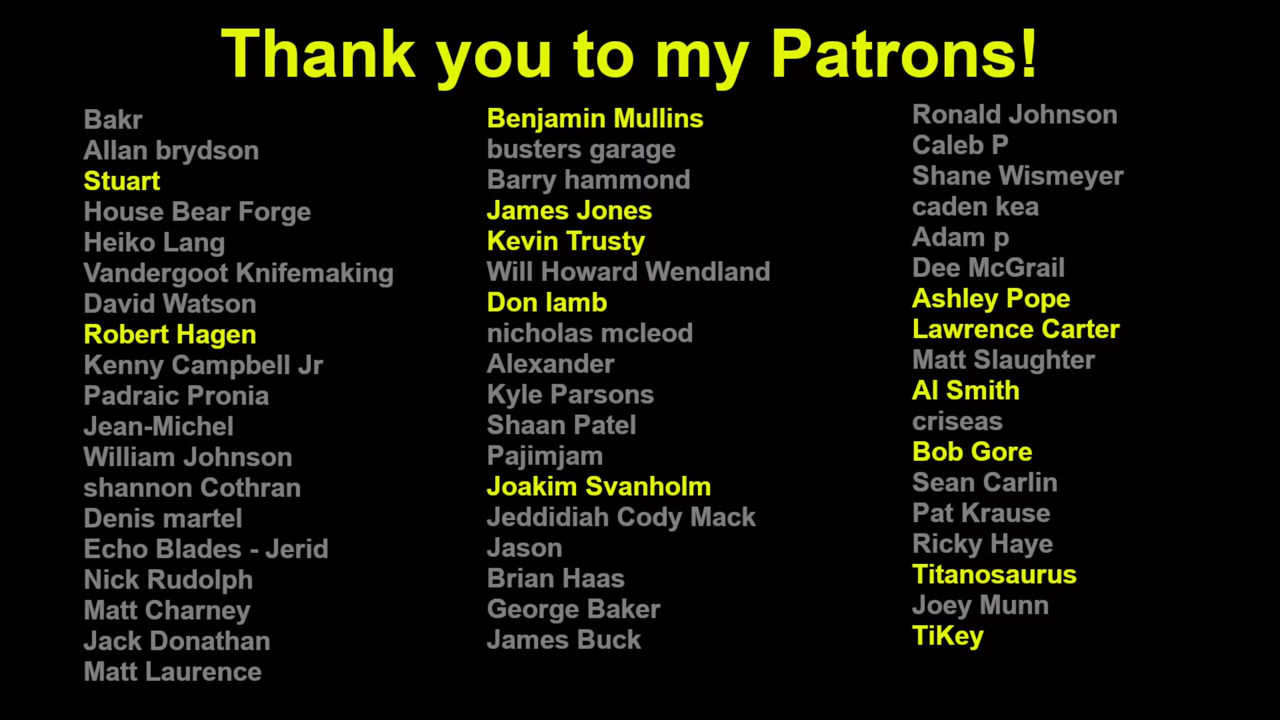 Thank you to my Patrons!
Bakr
Allan brydson
Stuart
House Bear Forge
Heiko Lang
Vandergoot Knifemaking
David Watson
Robert Hagen
Kenny Campbell Jr
Padraic Pronia
Jean-Michel
William Johnson
shannon Cothran
Denis martel
Echo Blades - Jerid
Nick Rudolph
Matt Charney
Jack Donathan
Matt Laurence
Benjamin Mullins
busters garage
Barry hammond
James Jones
Kevin Trusty
Will Howard Wendland
Don lamb
nicholas mcleod
Alexander
Kyle Parsons
Shaan Patel
Pajimjam
Joakim Svanholm
Jeddidiah Cody Mack
Jason
Brian Haas
George Baker
James Buck
Ronald Johnson
Caleb P
Shane Wismeyer
caden kea
Adam p
Dee McGrail
Ashley Pope
Lawrence Carter
Matt Slaughter
Al Smith
criseas
Bob Gore
Sean Carlin
Pat Krause
Ricky Haye
Titanosaurus
Joey Munn
TiKey